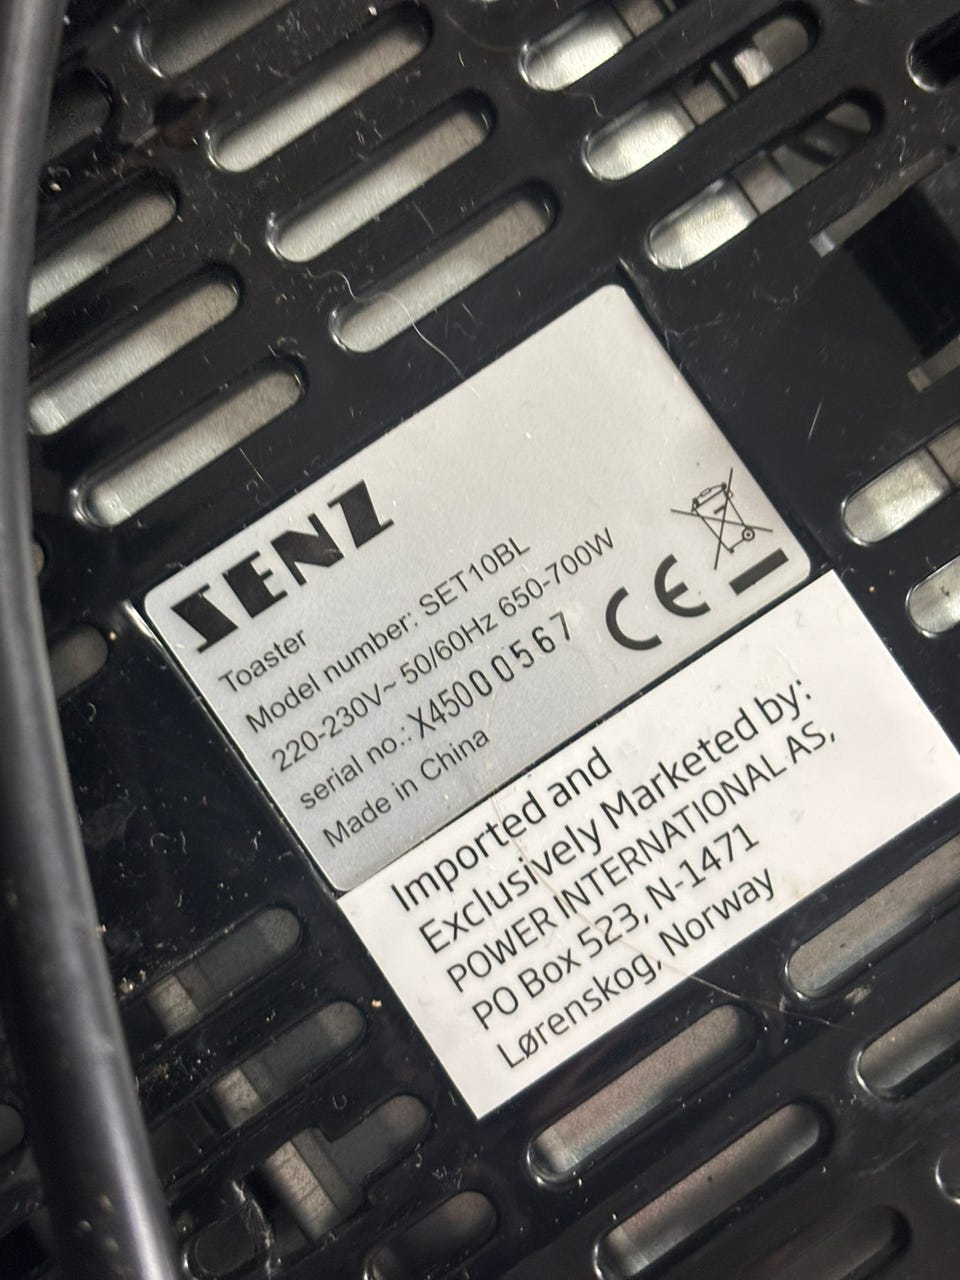 SENZ
Toaster
Model number: SET10BL
220-230V~ 50/60Hz 650-700W
serial no.: X45000567
Made in China
CE
Imported and
Exclusively Marketed by:
POWER INTERNATIONAL AS,
PO Box 523, N-1471
Lørenskog, Norway